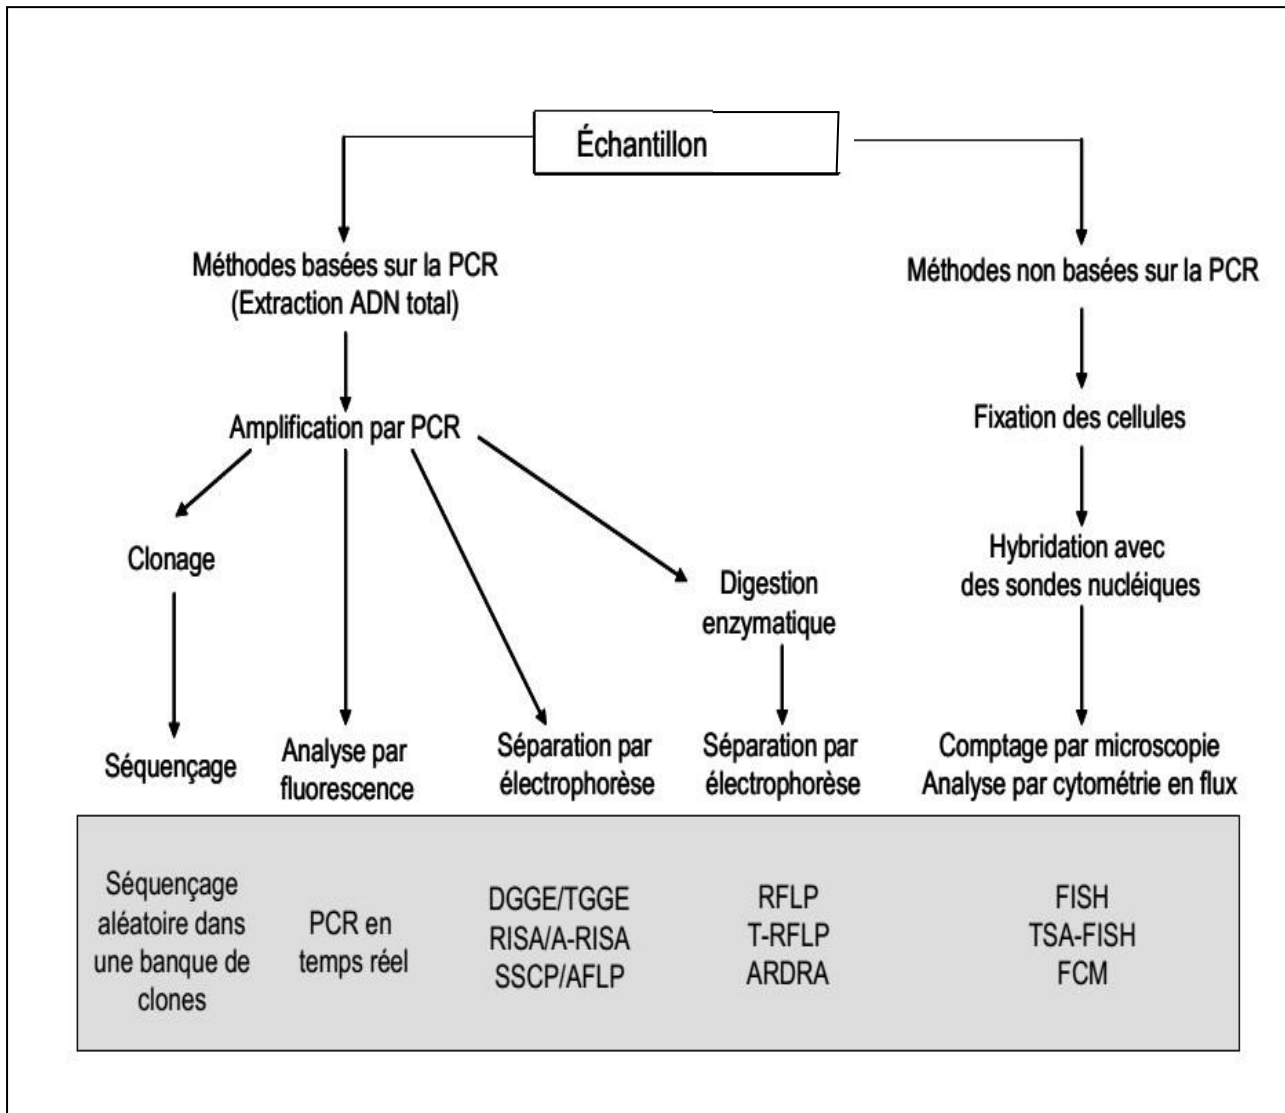 Échantillon
Méthodes basées sur la PCR
(Extraction ADN total)
Méthodes non basées sur la PCR
Amplification par PCR
Fixation des cellules
Clonage
Hybridation avec
des sondes nucléiques
Digestion
enzymatique
Séquençage
Analyse par
fluorescence
Séparation par
électrophorèse
Séparation par
électrophorèse
Comptage par microscopie
Analyse par cytométrie en flux
Séquençage
aléatoire dans
une banque de
clones
PCR en
temps réel
DGGE/TGGE
RISA/A-RISA
SSCP/AFLP
RFLP
T-RFLP
ARDRA
FISH
TSA-FISH
FCM